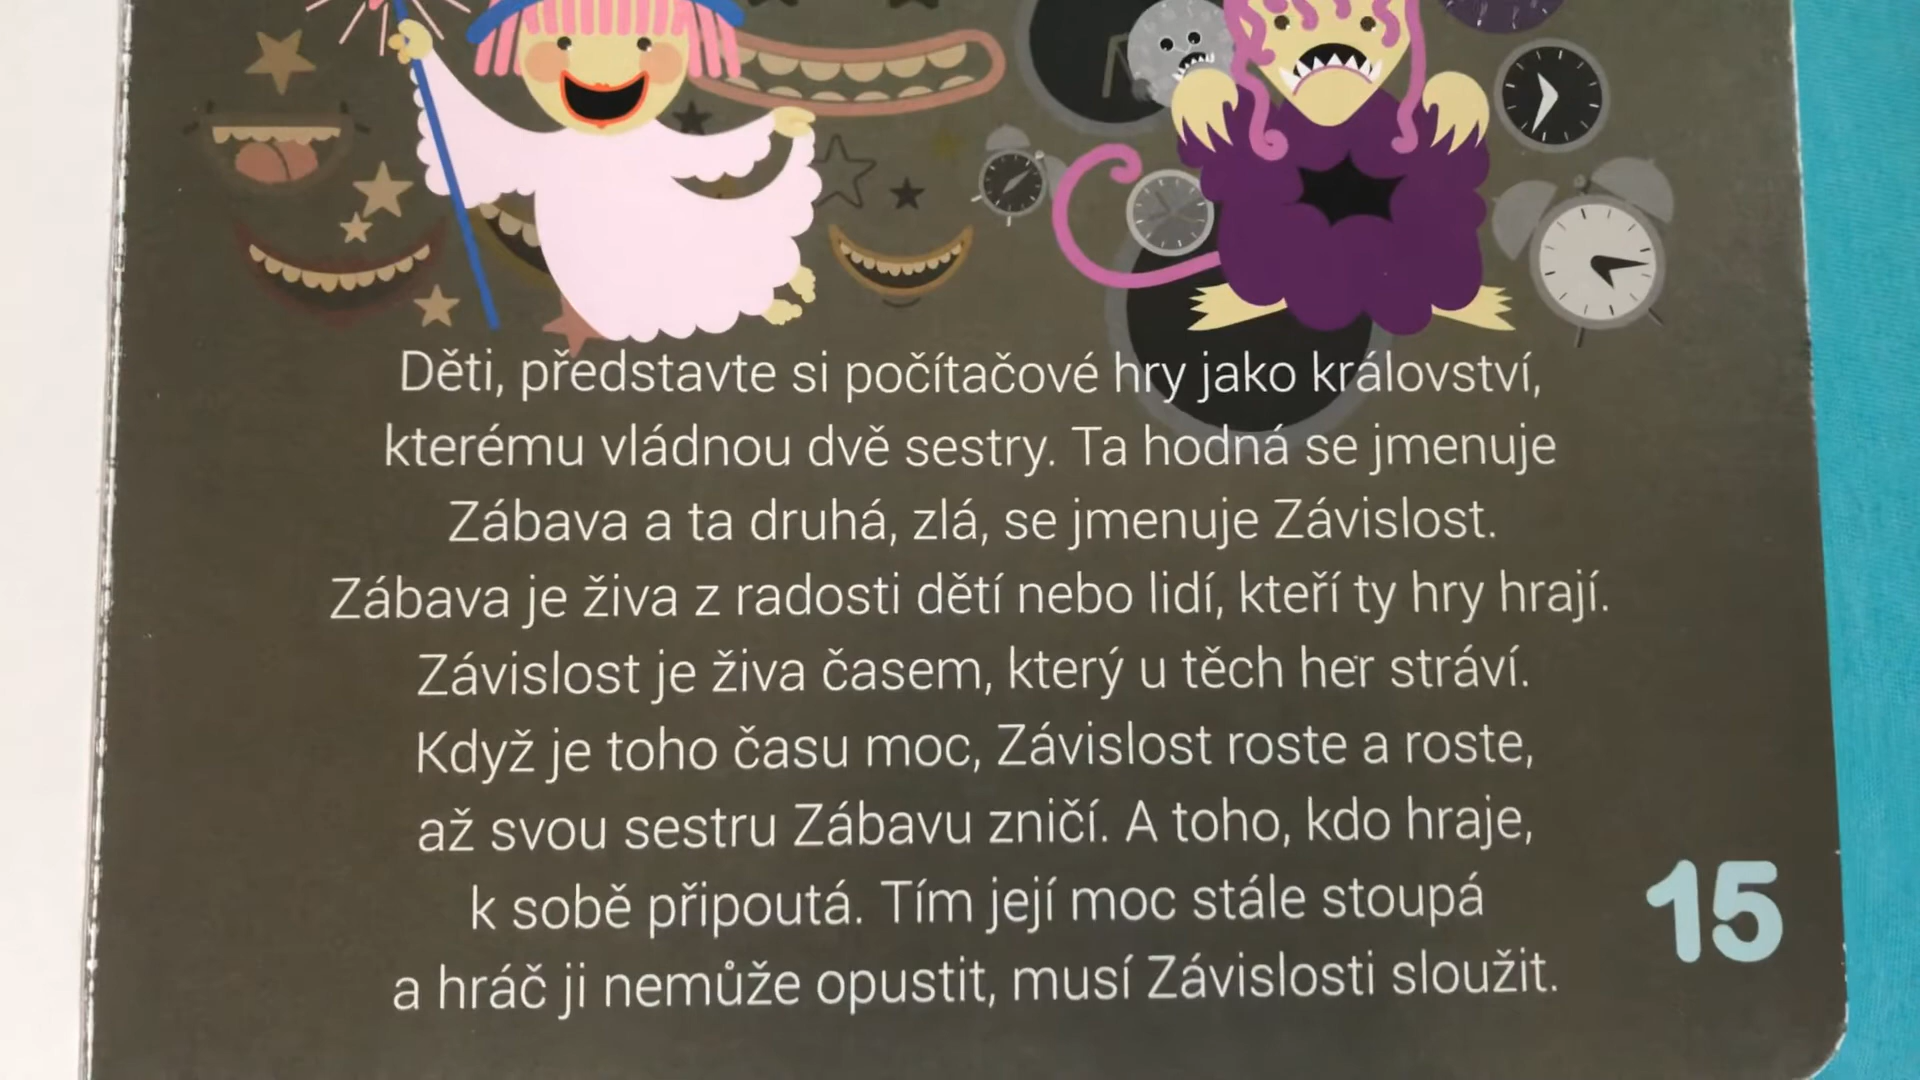 Děti, představte si počítačové hry jako království,
kterému vládnou dvě sestry. Ta hodná se jmenuje
Zábava a ta druhá, zlá, se jmenuje Závislost.
Zábava je živa z radosti dětí nebo lidí, kteří ty hry hrají.
Závislost je živa časem, který u těch her stráví.
Když je toho času moc, Závislost roste a roste,
až svou sestru Zábavu zničí. A toho, kdo hraje,
k sobě připoutá. Tím její moc stále stoupá
a hráč ji nemůže opustit, musí Závislosti sloužit.
15